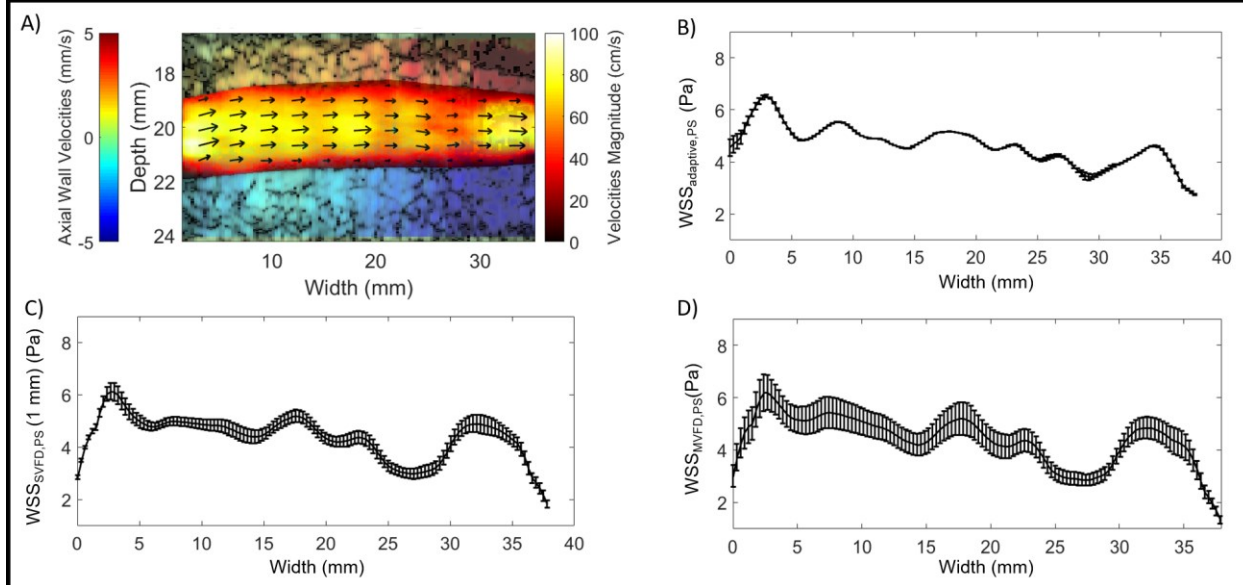 A)
Axial Wall Velocities (mm/s)
5
0
-5
Depth (mm)
18
20
22
24
10 20 30
Width (mm)
100
80
60
40
20
0
Velocities Magnitude (cm/s)
B)
WSSadaptive,PS (Pa)
8
6
4
2
0 5 10 15 20 25 30 35 40
Width (mm)
C)
WSSSVFD,PS (1 mm) (Pa)
8
6
4
2
0 5 10 15 20 25 30 35 40
Width (mm)
D)
WSSMVFD,PS(Pa)
8
6
4
2
0 5 10 15 20 25 30 35
Width (mm)